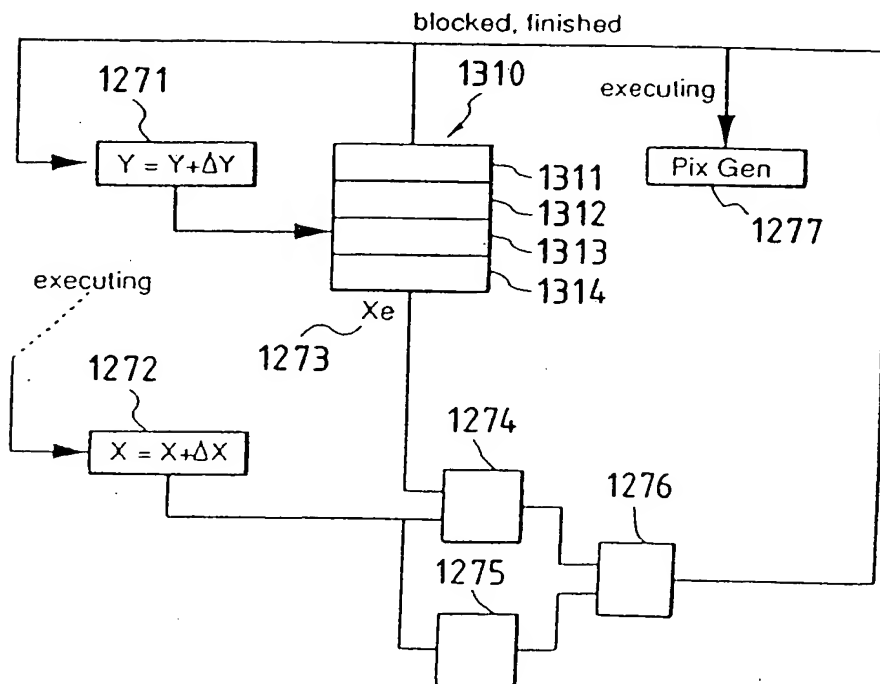 blocked, finished
1271
1310
executing
Y = Y+ΔY
1311
Pix Gen
1312
1277
1313
1314
executing
Xe
1273
1272
X = X+ΔX
1274
1276
1275